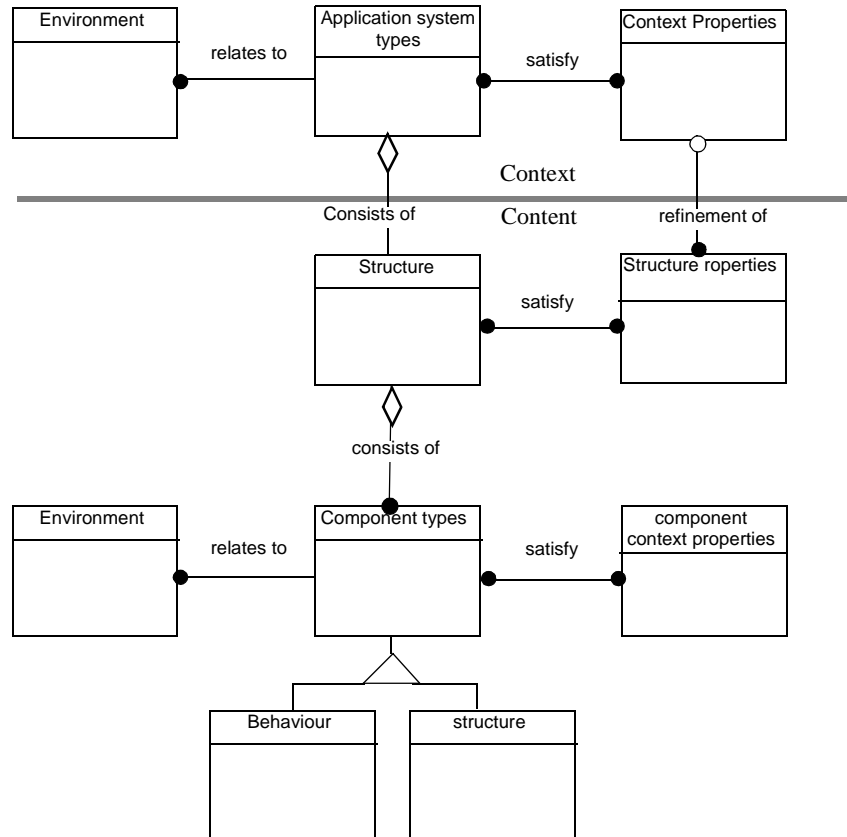 Environment
relates to
Application system
types
satisfy
Context Properties
Context
Consists of
Content
refinement of
Structure
satisfy
Structure roperties
consists of
Environment
relates to
Component types
satisfy
component
context properties
Behaviour
structure